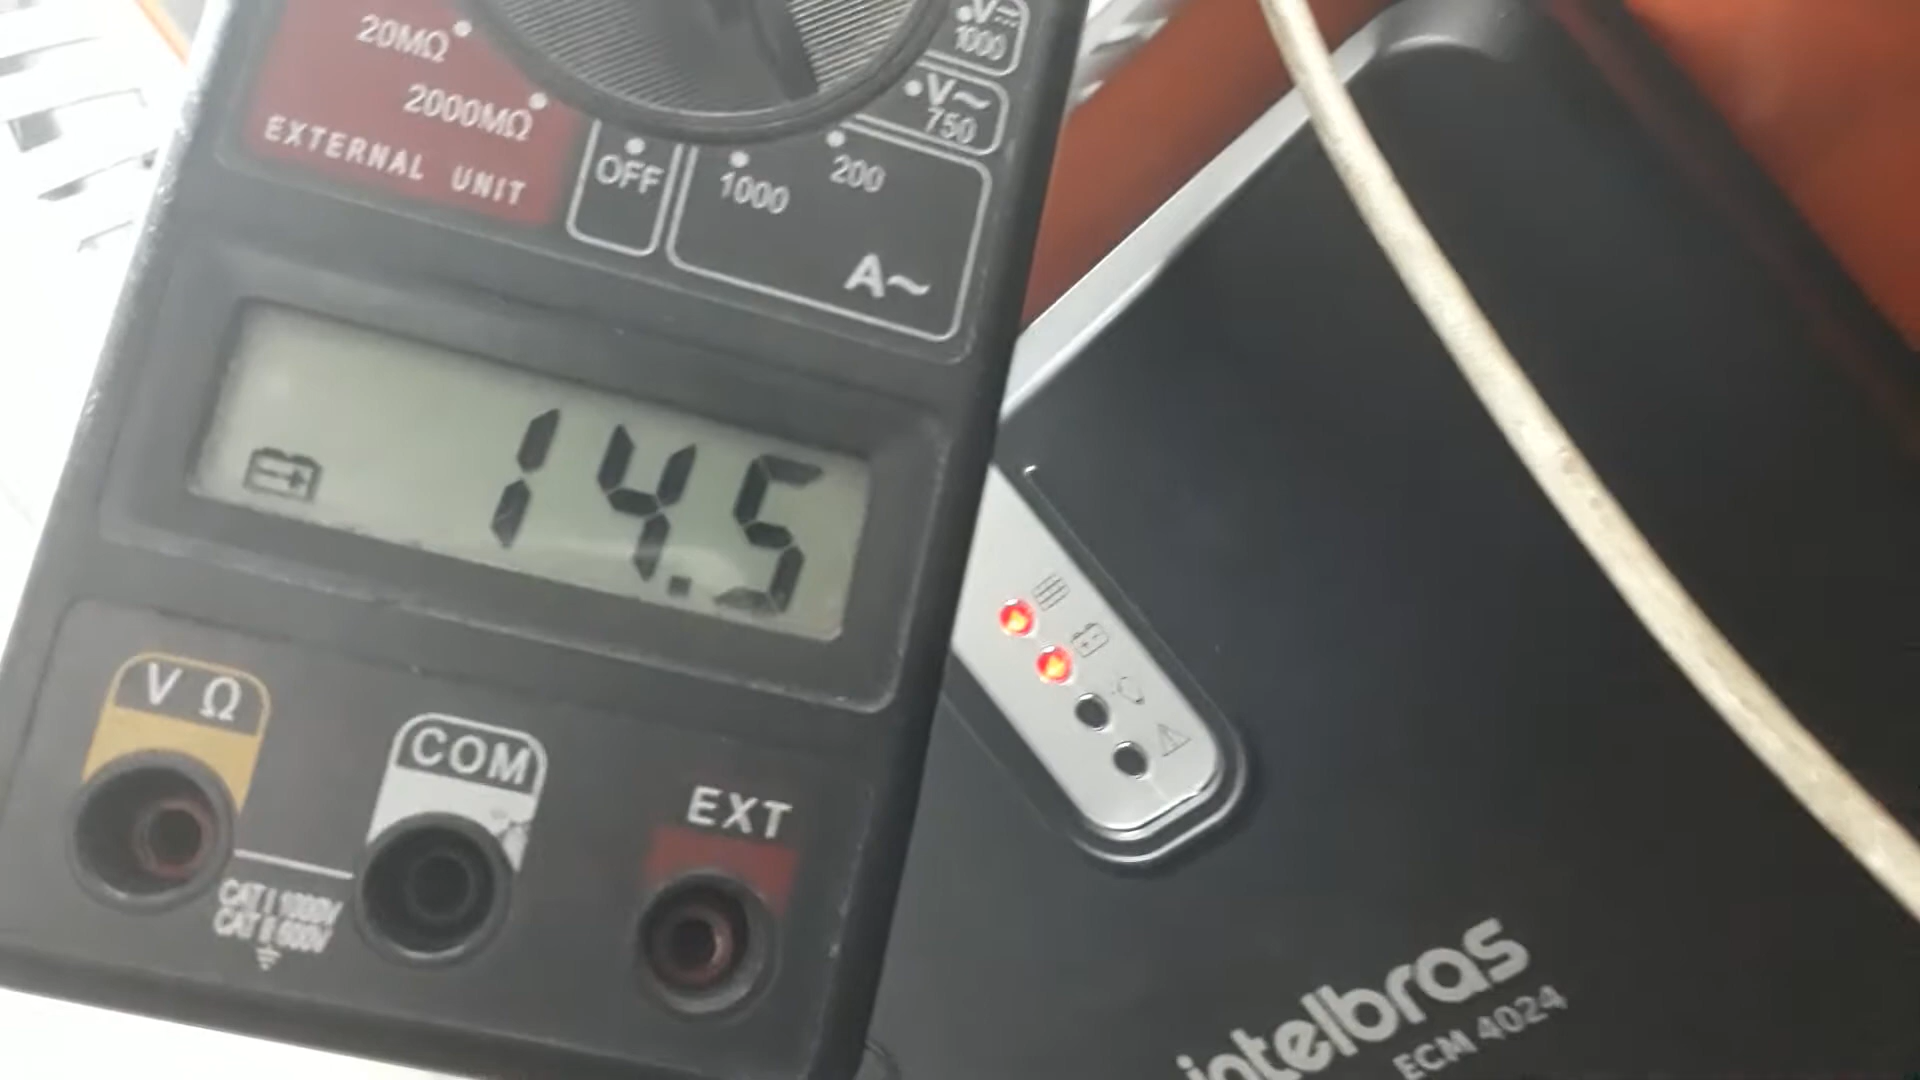 20MΩ
2000MΩ
EXTERNAL UNIT
OFF
1000
200
A~
V⎓
1000
V~
750
14.5
V Ω
COM
EXT
CAT I 1000V
CAT II 600V
intelbras
ECM 4024